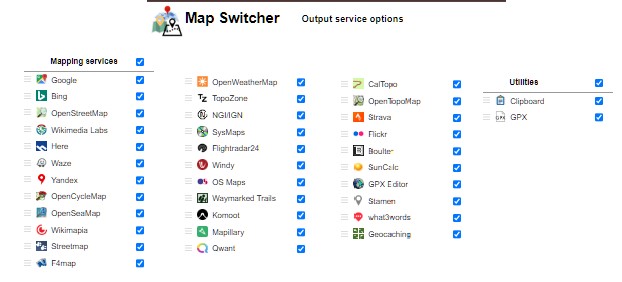 Map Switcher
Output service options
Mapping services
Google
Bing
OpenStreetMap
Wikimedia Labs
Here
Waze
Yandex
OpenCycleMap
OpenSeaMap
Wikimapia
Streetmap
F4map
OpenWeatherMap
TZ TopoZone
NGI/IGN
SysMaps
Flightradar24
Windy
OS Maps
Waymarked Trails
Komoot
Mapillary
Qwant
CalTopo
OpenTopoMap
Strava
Flickr
Boulter
SunCalc
GPX Editor
Stamen
what3words
Geocaching
Utilities
Clipboard
GPX GPX